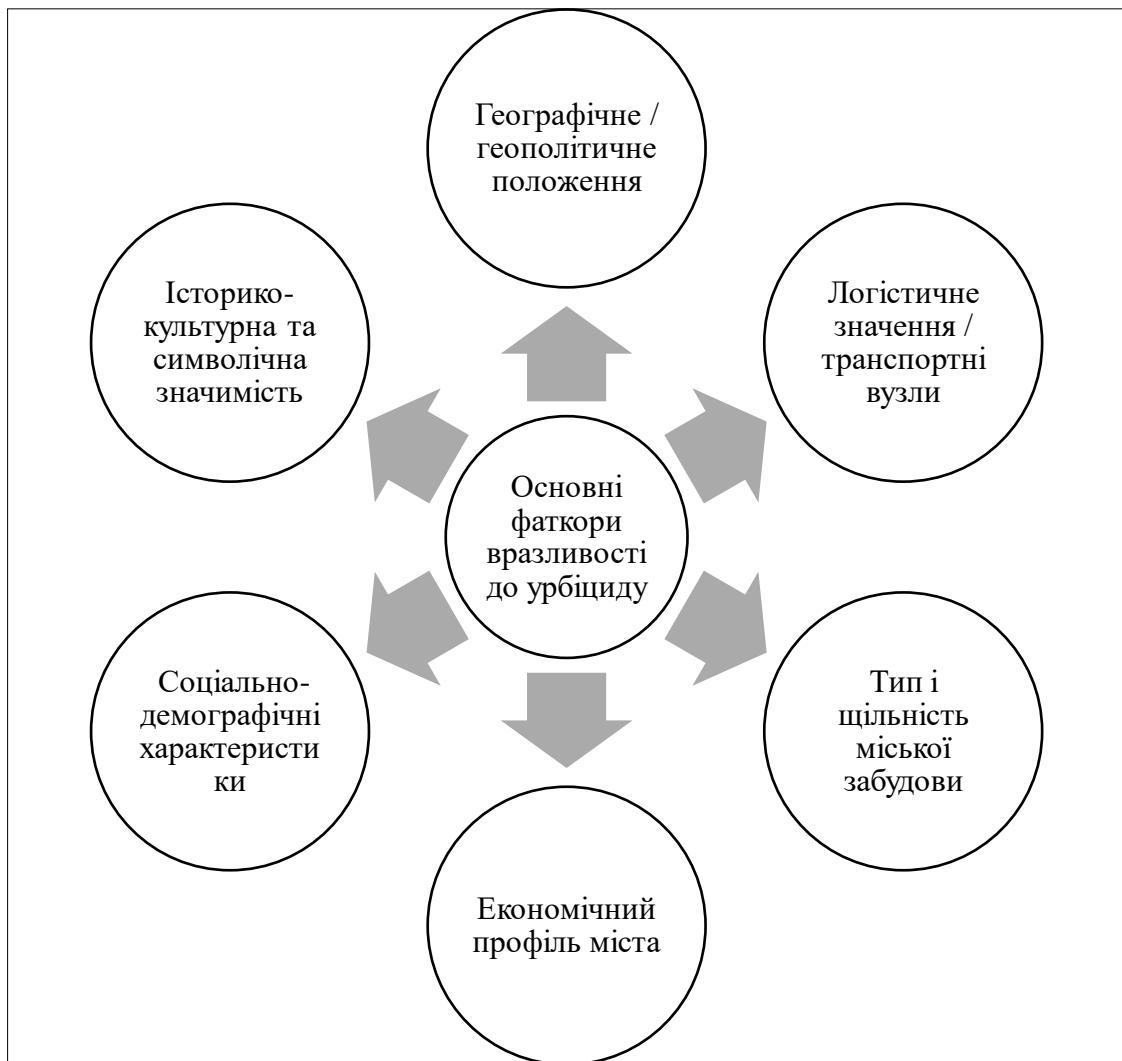 Географічне /
геополітичне
положення
Історико-
культурна та
символічна
значимість
Логістичне
значення /
транспортні
вузли
Основні
фаткори
вразливості
до урбіциду
Соціально-
демографічні
характеристи
ки
Тип і
щільність
міської
забудови
Економічний
профіль міста